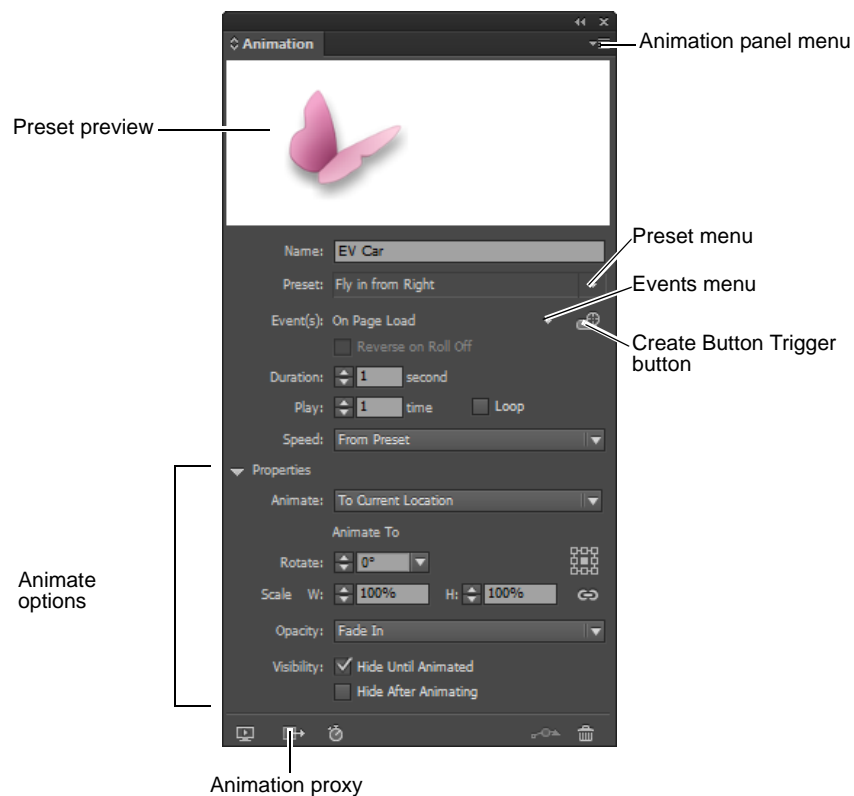 Animation
Animation panel menu
Preset preview
Name: EV Car
Preset menu
Preset: Fly in from Right
Events menu
Event(s): On Page Load
Reverse on Roll Off
Create Button Trigger
button
Duration: 1 second
Play: 1 time Loop
Speed: From Preset
Properties
Animate: To Current Location
Animate To
Rotate: 0°
Animate
options
Scale W: 100% H: 100%
Opacity: Fade In
Visibility: Hide Until Animated
Hide After Animating
Animation proxy